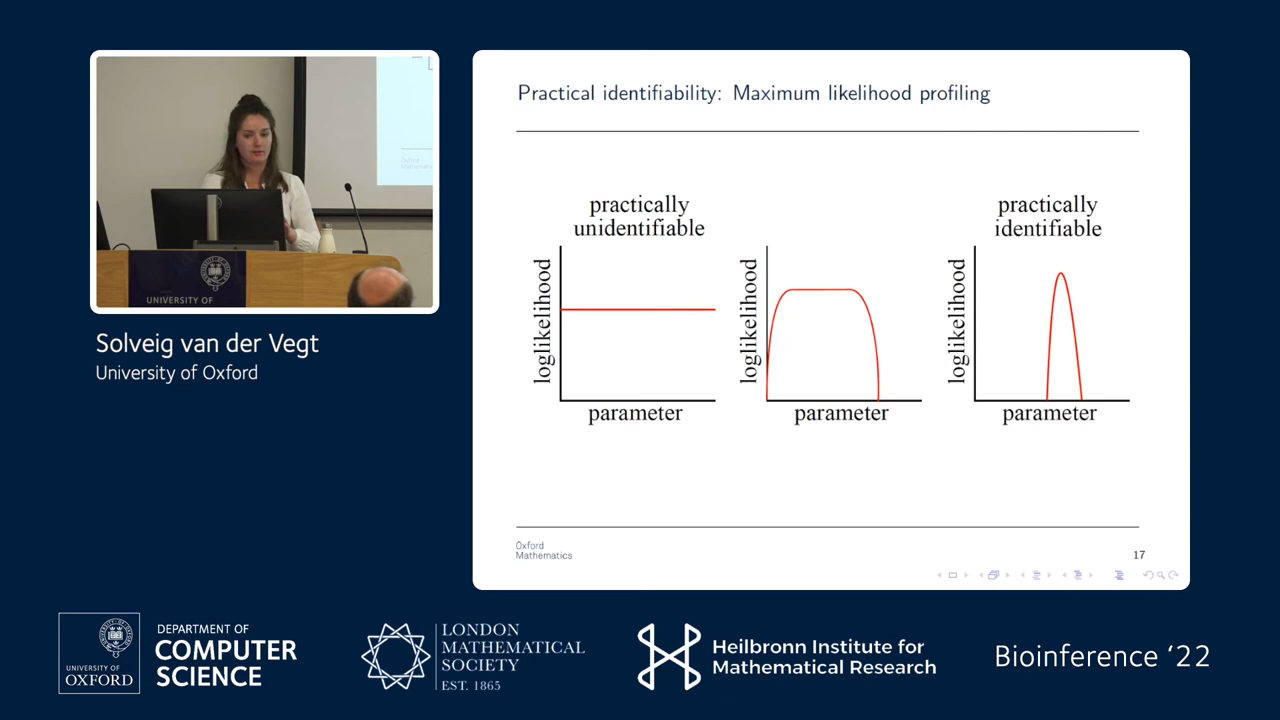 UNIVERSITY OF
Solveig van der Vegt
University of Oxford
Practical identifiability: Maximum likelihood profiling
practically
unidentifiable
practically
identifiable
loglikelihood
loglikelihood
loglikelihood
parameter
parameter
parameter
Oxford
Mathematics
17
UNIVERSITY OF
OXFORD
DEPARTMENT OF
COMPUTER
SCIENCE
LONDON
MATHEMATICAL
SOCIETY
EST. 1865
Heilbronn Institute for
Mathematical Research
Bioinference ‘22